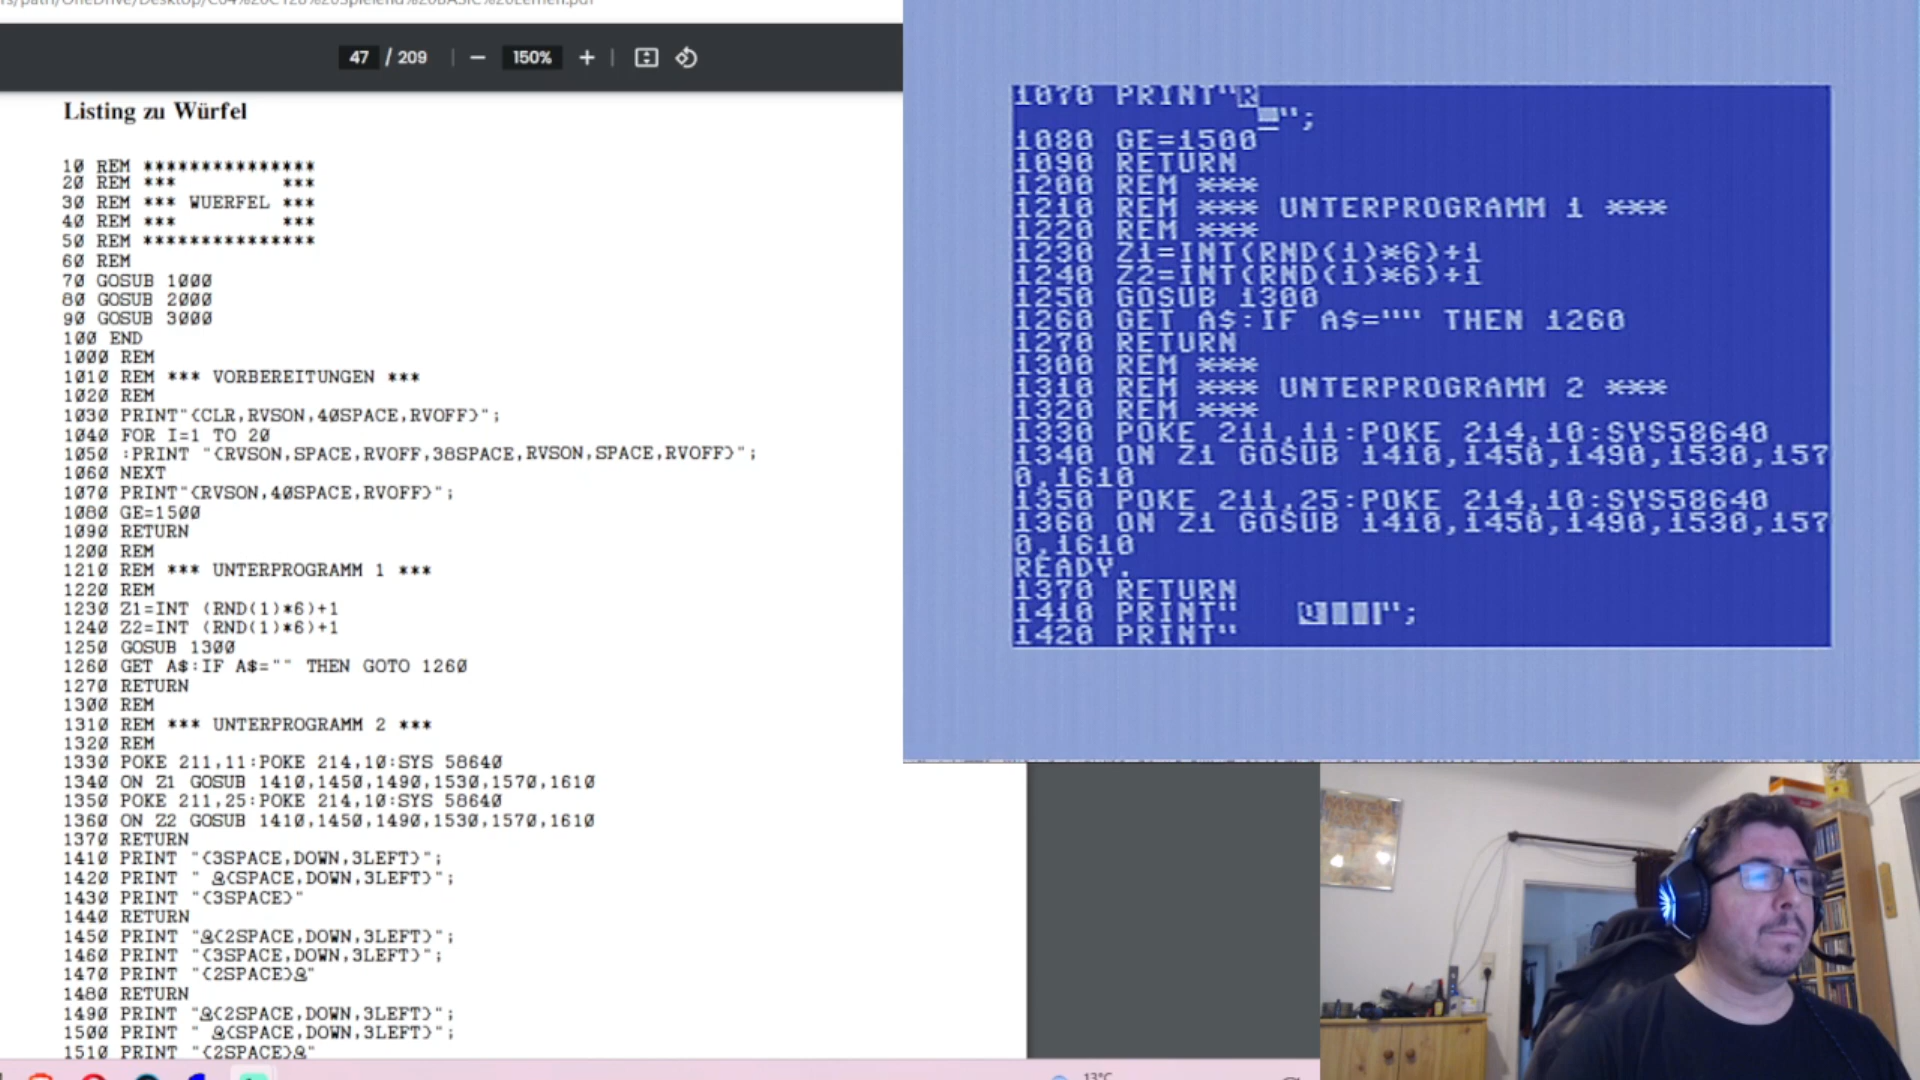 47 / 209 150%
Listing zu Würfel
10 REM ***************
20 REM *** ***
30 REM *** WUERFEL ***
40 REM *** ***
50 REM ***************
60 REM
70 GOSUB 1000
80 GOSUB 2000
90 GOSUB 3000
100 END
1000 REM
1010 REM *** VORBEREITUNGEN ***
1020 REM
1030 PRINT"{CLR,RVSON,40SPACE,RVOFF}";
1040 FOR I=1 TO 20
1050 :PRINT "{RVSON,SPACE,RVOFF,38SPACE,RVSON,SPACE,RVOFF}";
1060 NEXT
1070 PRINT"{RVSON,40SPACE,RVOFF}";
1080 GE=1500
1090 RETURN
1200 REM
1210 REM *** UNTERPROGRAMM 1 ***
1220 REM
1230 Z1=INT (RND(1)*6)+1
1240 Z2=INT (RND(1)*6)+1
1250 GOSUB 1300
1260 GET A$:IF A$="" THEN GOTO 1260
1270 RETURN
1300 REM
1310 REM *** UNTERPROGRAMM 2 ***
1320 REM
1330 POKE 211,11:POKE 214,10:SYS 58640
1340 ON Z1 GOSUB 1410,1450,1490,1530,1570,1610
1350 POKE 211,25:POKE 214,10:SYS 58640
1360 ON Z2 GOSUB 1410,1450,1490,1530,1570,1610
1370 RETURN
1410 PRINT "{3SPACE,DOWN,3LEFT}";
1420 PRINT " Q{SPACE,DOWN,3LEFT}";
1430 PRINT "{3SPACE}"
1440 RETURN
1450 PRINT "Q{2SPACE,DOWN,3LEFT}";
1460 PRINT "{3SPACE,DOWN,3LEFT}";
1470 PRINT "{2SPACE}Q"
1480 RETURN
1490 PRINT "Q{2SPACE,DOWN,3LEFT}";
1500 PRINT " Q{SPACE,DOWN,3LEFT}";
1510 PRINT "{2SPACE}Q"
1070 PRINT"R
";
1080 GE=1500
1090 RETURN
1200 REM ***
1210 REM *** UNTERPROGRAMM 1 ***
1220 REM ***
1230 Z1=INT(RND(1)*6)+1
1240 Z2=INT(RND(1)*6)+1
1250 GOSUB 1300
1260 GET A$:IF A$="" THEN 1260
1270 RETURN
1300 REM ***
1310 REM *** UNTERPROGRAMM 2 ***
1320 REM ***
1330 POKE 211,11:POKE 214,10:SYS58640
1340 ON Z1 GOSUB 1410,1450,1490,1530,157
0,1610
1350 POKE 211,25:POKE 214,10:SYS58640
1360 ON Z1 GOSUB 1410,1450,1490,1530,157
0,1610
READY.
1370 RETURN
1410 PRINT" ";
1420 PRINT"
13°C